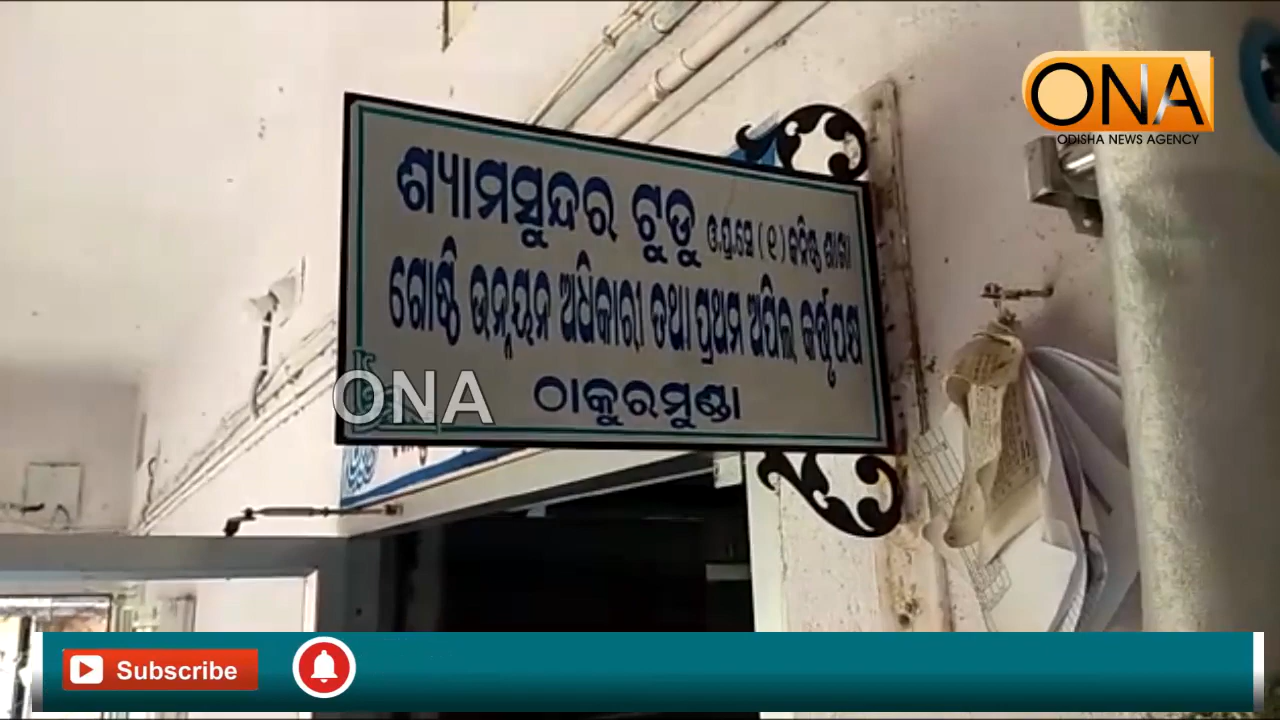 ONA
ODISHA NEWS AGENCY
ଶ୍ୟାମସୁନ୍ଦର ଟୁଡୁ ଓ.ପ୍ର.ସେ (୧) କନିଷ୍ଠ ଶାଖା
ଗୋଷ୍ଠି ଉନ୍ନୟନ ଅଧିକାରୀ ତଥା ପ୍ରଥମ ଅପିଲ କର୍ତ୍ତୃପକ୍ଷ
ଠାକୁରମୁଣ୍ଡା
ONA
Subscribe